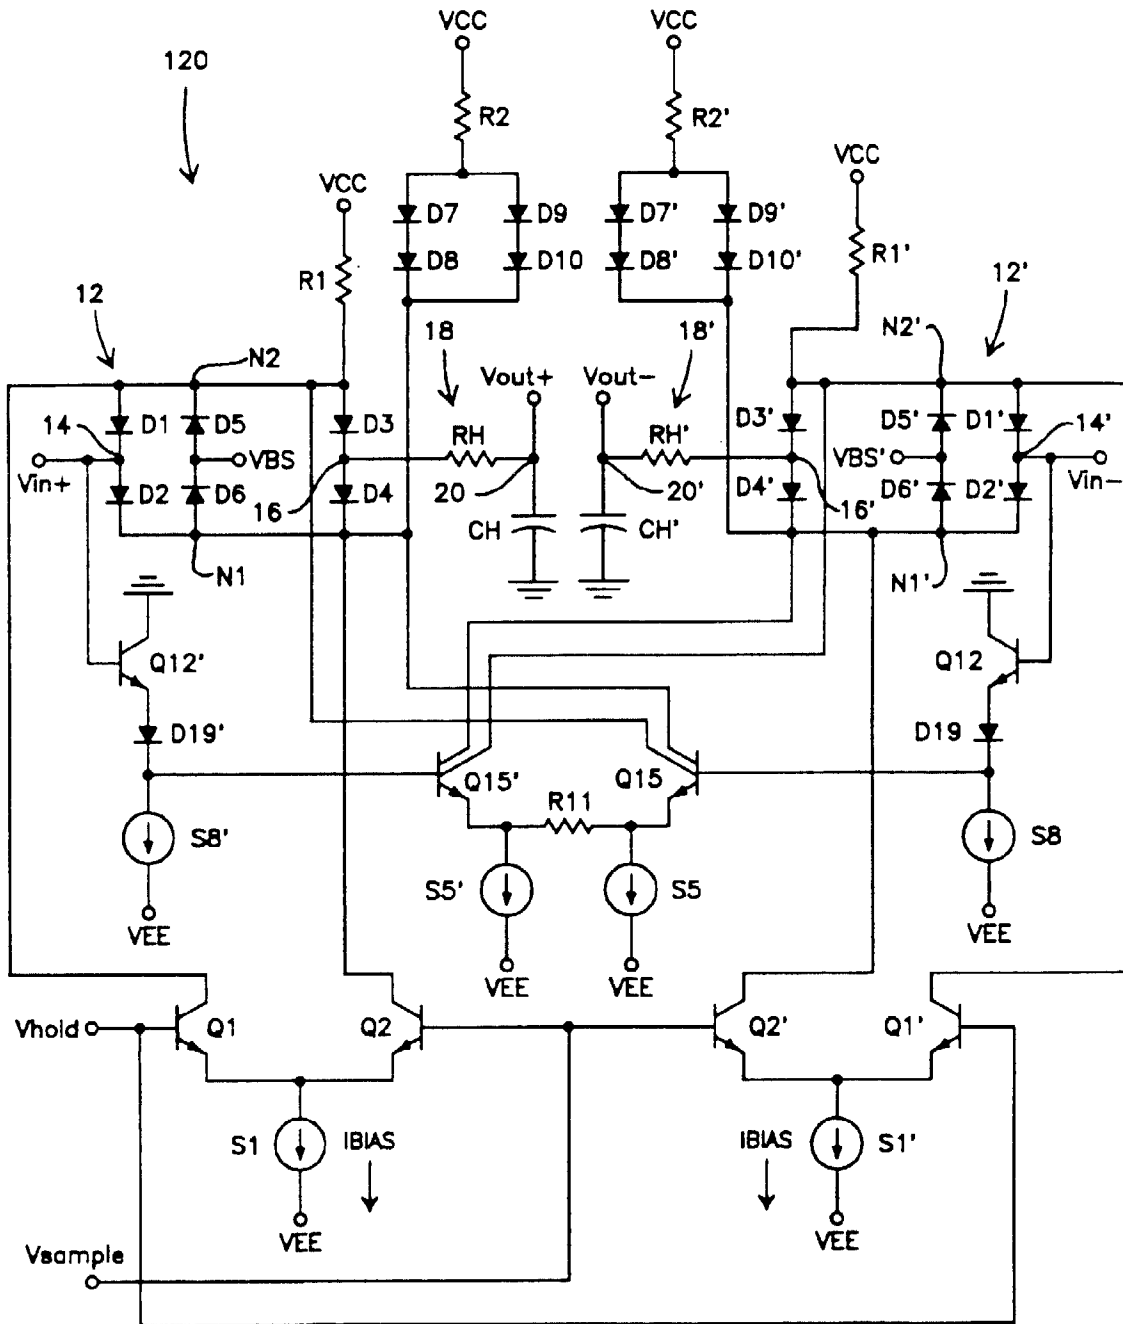 VCC VCC
120
R2 R2'
VCC VCC
D7 D9 D7' D9'
R1 D8 D10 D8' D10' R1'
12 12'
N2 18 18' N2'
Vout+ Vout-
14 D1 D5 D3 RH RH' D3' D5' D1' 14'
Vin+ VBS VBS' Vin-
D2 D6 16 D4 20 20' D4' 16' D6' D2'
CH CH'
N1 N1'
Q12' Q12
D19' D19
Q15' R11 Q15
S8' S5' S5 S8
VEE VEE
VEE VEE
Vhold Q1 Q2 Q2' Q1'
S1 IBIAS IBIAS S1'
VEE VEE
Vsample